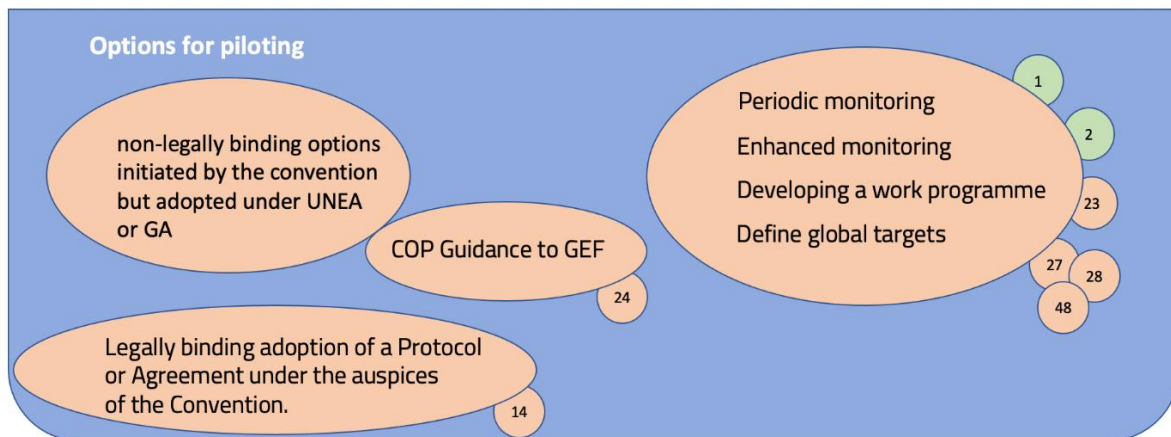 Options for piloting
non-legally binding options
initiated by the convention
but adopted under UNEA
or GA
COP Guidance to GEF
24
Legally binding adoption of a Protocol
or Agreement under the auspices
of the Convention.
14
Periodic monitoring
Enhanced monitoring
Developing a work programme
Define global targets
1
2
23
27
28
48